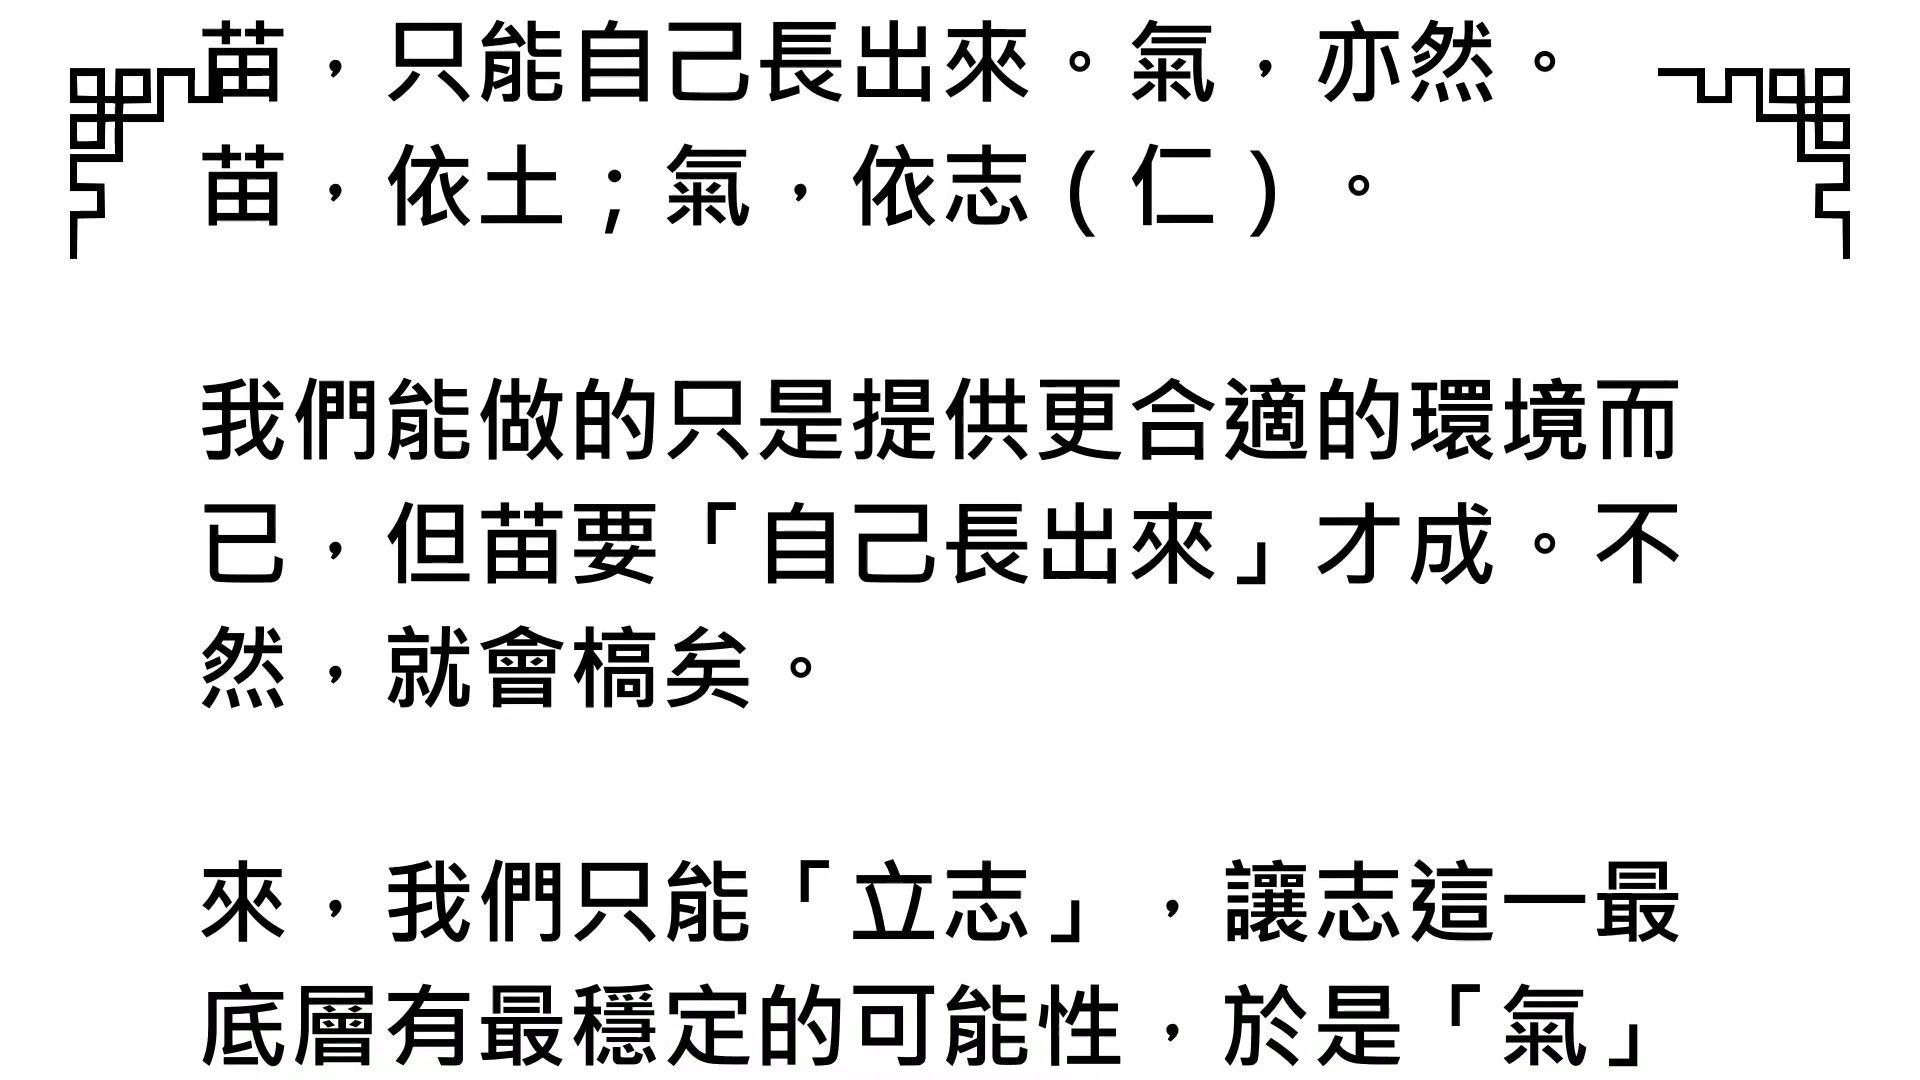 苗，只能自己長出來。氣，亦然。
苗，依土；氣，依志(仁)。
我們能做的只是提供更合適的環境而
已，但苗要「自己長出來」才成。不
然，就會槁矣。
來，我們只能「立志」，讓志這一最
底層有最穩定的可能性，於是「氣」